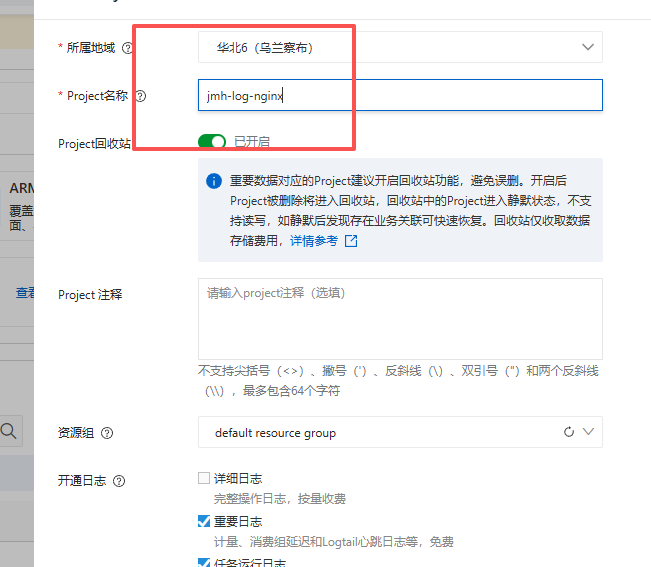 * 所属地域
华北6（乌兰察布）
* Project名称
jmh-log-nginx
Project回收站
已开启
重要数据对应的Project建议开启回收站功能，避免误删。开启后
Project被删除将进入回收站，回收站中的Project进入静默状态，不支
持读写，如静默后发现存在业务关联可快速恢复。回收站仅收取数据
存储费用，详情参考
ARM
覆盖
面、
查看
Project 注释
请输入project注释（选填）
不支持尖括号（<>）、撇号（'）、反斜线（\）、双引号（"）和两个反斜线
（\\），最多包含64个字符
资源组
default resource group
开通日志
详细日志
完整操作日志，按量收费
重要日志
计量、消费组延迟和Logtail心跳日志等，免费
任务运行日志